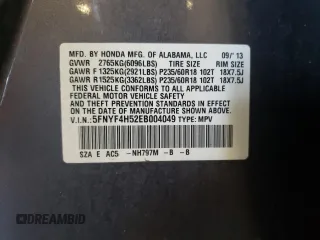 MFD. BY HONDA MFG. OF ALABAMA, LLC 09/'13
GVWR 2765KG(6096LBS) TIRE SIZE RIM SIZE
GAWR F 1325KG(2921LBS) P235/60R18 102T 18X7.5J
GAWR R 1525KG(3362LBS) P235/60R18 102T 18X7.5J
THIS VEHICLE CONFORMS TO ALL APPLICABLE
FEDERAL MOTOR VEHICLE SAFETY
AND THEFT PREVENTION STANDARDS IN EFFECT
ON THE DATE OF MANUFACTURE SHOWN ABOVE.
V.I.N.: 5FNYF4H52EB004049 TYPE: MPV
SZA E AC5 -NH797M -B -B
© DREAMBID